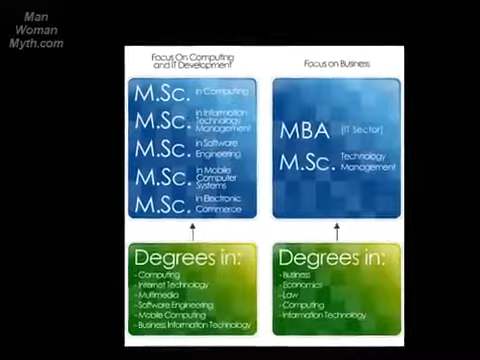 Man
Woman
Myth.com
Focus On Computing
and IT Development
M.Sc. in Computing
M.Sc. in Information
Technology
Management
M.Sc. in Software
Engineering
M.Sc. in Mobile
Computer
Systems
M.Sc. in Electronic
Commerce
Degrees in:
- Computing
- Internet Technology
- Multimedia
- Software Engineering
- Mobile Computing
- Business Information Technology
Focus on Business
MBA (IT Sector)
M.Sc. Technology
Management
Degrees in:
- Business
- Economics
- Law
- Computing
- Information Technology